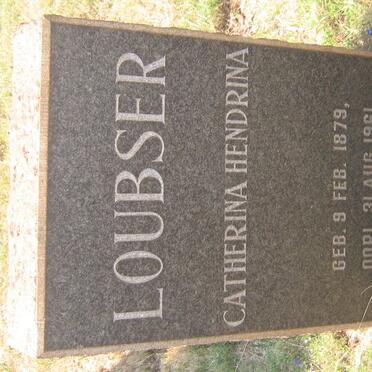 LOUBSER
CATHERINA HENDRINA
GEB. 9 FEB. 1879,
OORL. 31 AUG. 1961